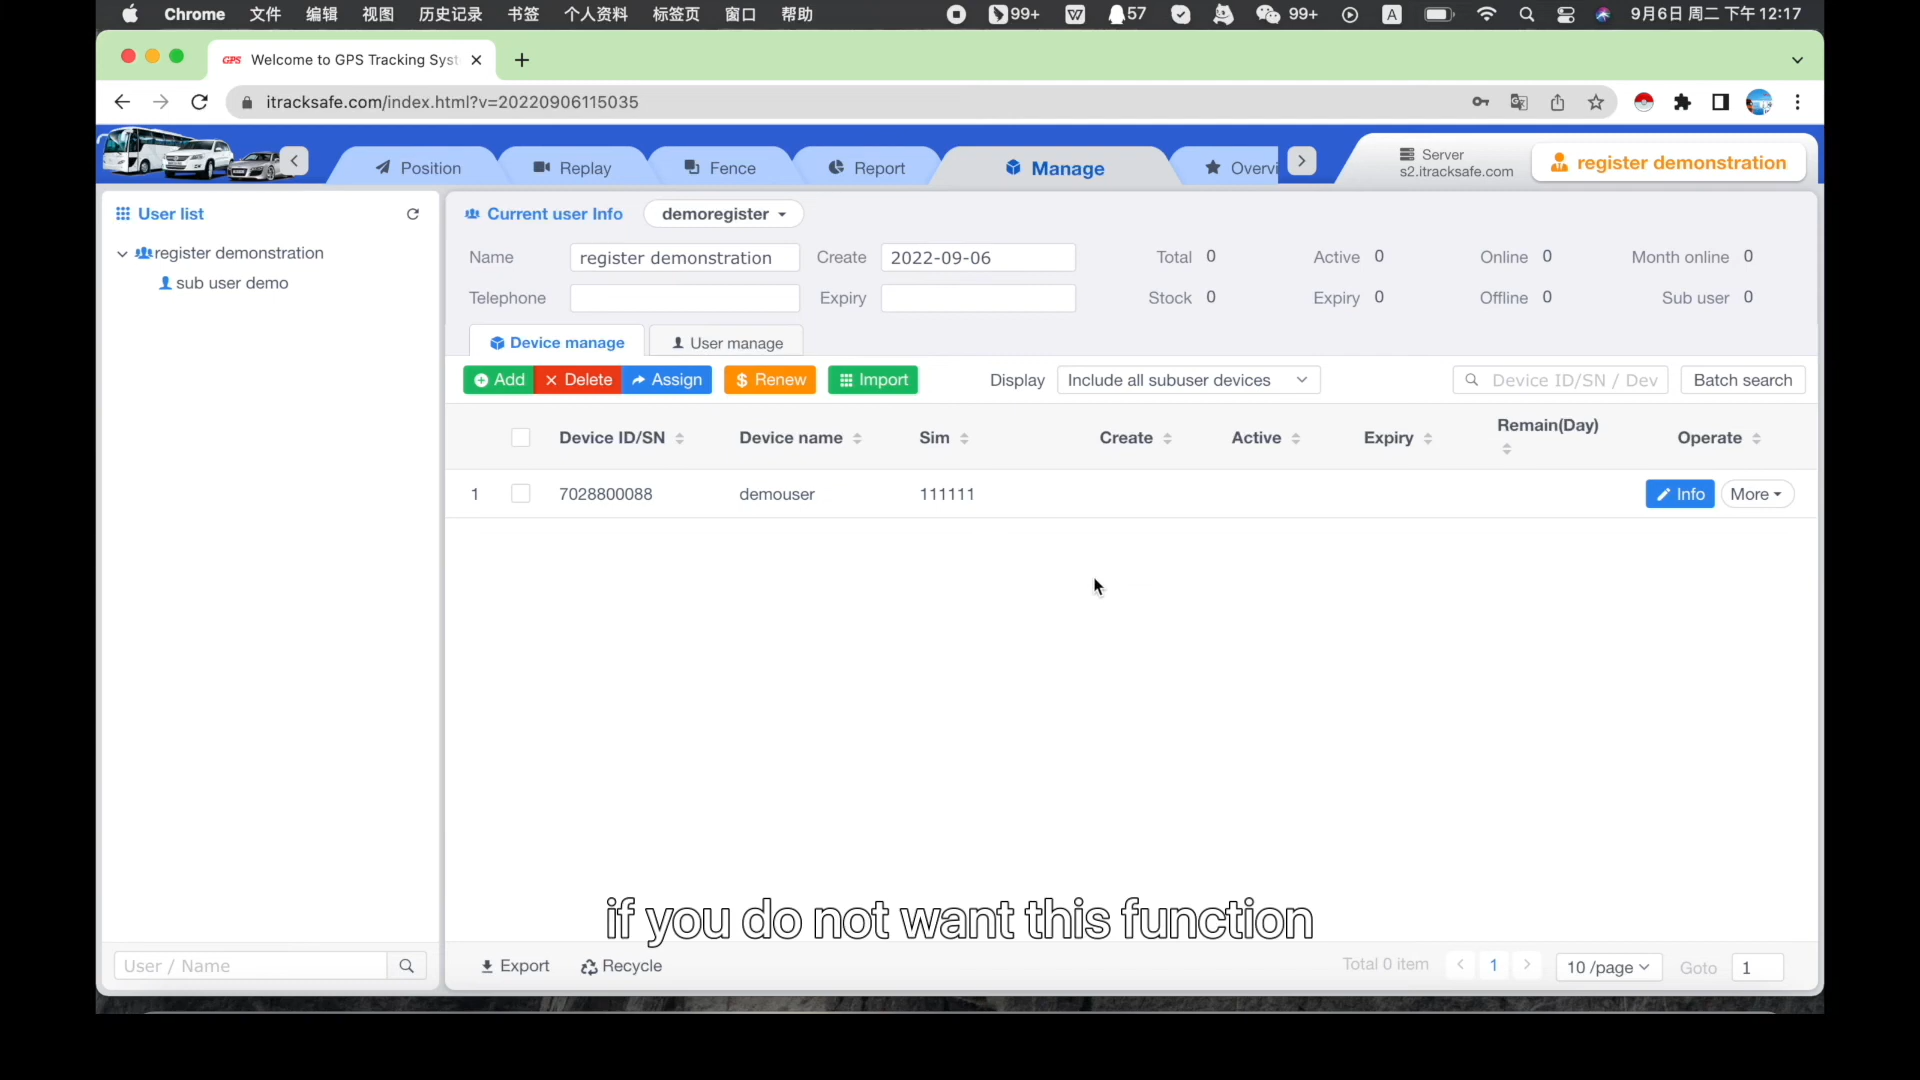 Chrome 文件 编辑 视图 历史记录 书签 个人资料 标签页 窗口 帮助 99+ W 57 99+ A 9月6日 周二 下午 12:17
GPS Welcome to GPS Tracking Syst
itracksafe.com/index.html?v=20220906115035
Position Replay Fence Report Manage Overvi
Server
s2.itracksafe.com
register demonstration
User list
register demonstration
sub user demo
User / Name
Current user Info demoregister
Name register demonstration Create 2022-09-06 Total 0 Active 0 Online 0 Month online 0
Telephone Expiry Stock 0 Expiry 0 Offline 0 Sub user 0
Device manage User manage
Add Delete Assign Renew Import Display Include all subuser devices Device ID/SN / Dev Batch search
Device ID/SN Device name Sim Create Active Expiry Remain(Day) Operate
1 7028800088 demouser 111111 Info More
if you do not want this function
Export Recycle Total 0 item 1 10 /page Goto 1